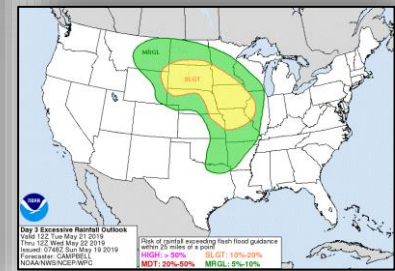 MRGL
SLGT
NOAA
Day 3 Excessive Rainfall Outlook
Valid 12Z Tue May 21 2019
Thru 12Z Wed May 22 2019
Issued: 0748Z Sun May 19 2019
Forecaster: CAMPBELL
NOAA/NWS/NCEP/WPC
Risk of rainfall exceeding flash flood guidance
within 25 miles of a point
HIGH: > 50% SLGT: 10%-20%
MDT: 20%-50% MRGL: 5%-10%